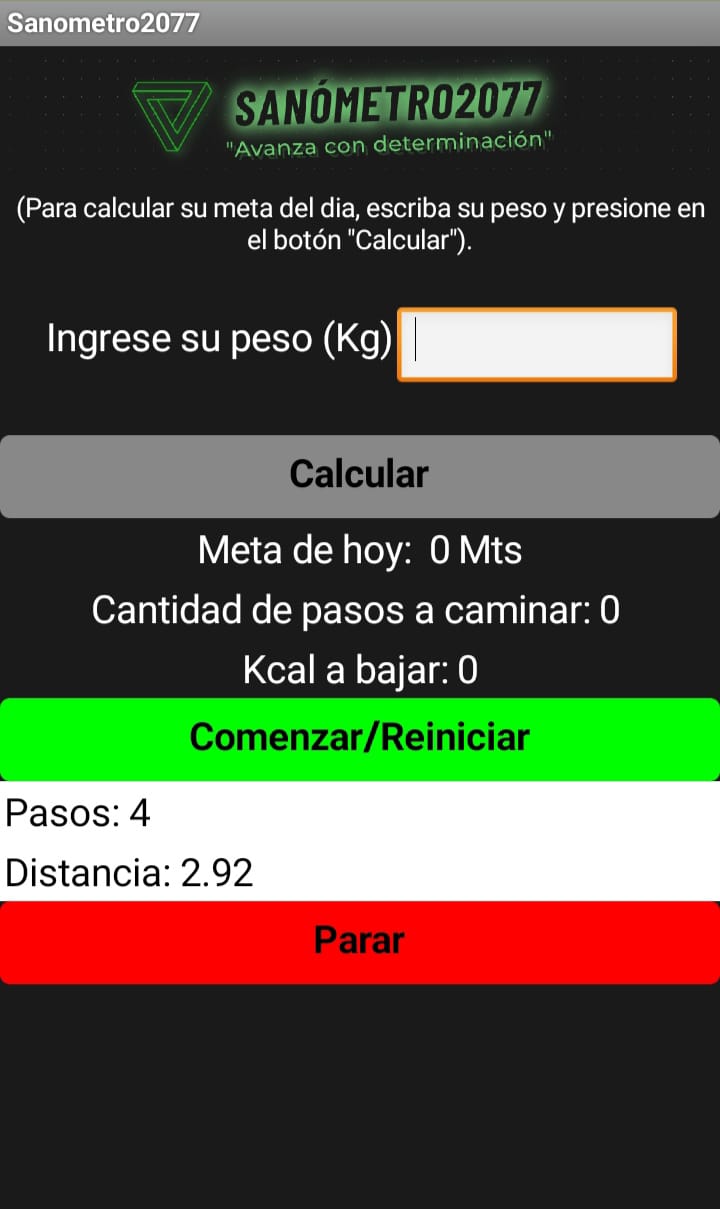 Sanometro2077
SANÓMETRO2077
"Avanza con determinación"
(Para calcular su meta del dia, escriba su peso y presione en
el botón "Calcular").
Ingrese su peso (Kg)
Calcular
Meta de hoy: 0 Mts
Cantidad de pasos a caminar: 0
Kcal a bajar: 0
Comenzar/Reiniciar
Pasos: 4
Distancia: 2.92
Parar